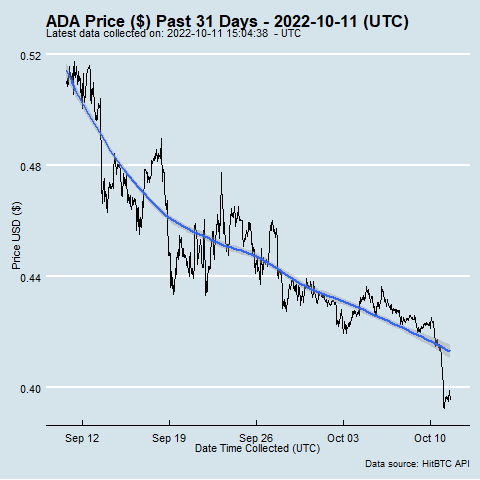 ADA Price ($) Past 31 Days - 2022-10-11 (UTC)
Latest data collected on: 2022-10-11 15:04:38 - UTC
0.52
0.48
0.44
0.40
Price USD ($)
Sep 12 Sep 19 Sep 26 Oct 03 Oct 10
Date Time Collected (UTC)
Data source: HitBTC API